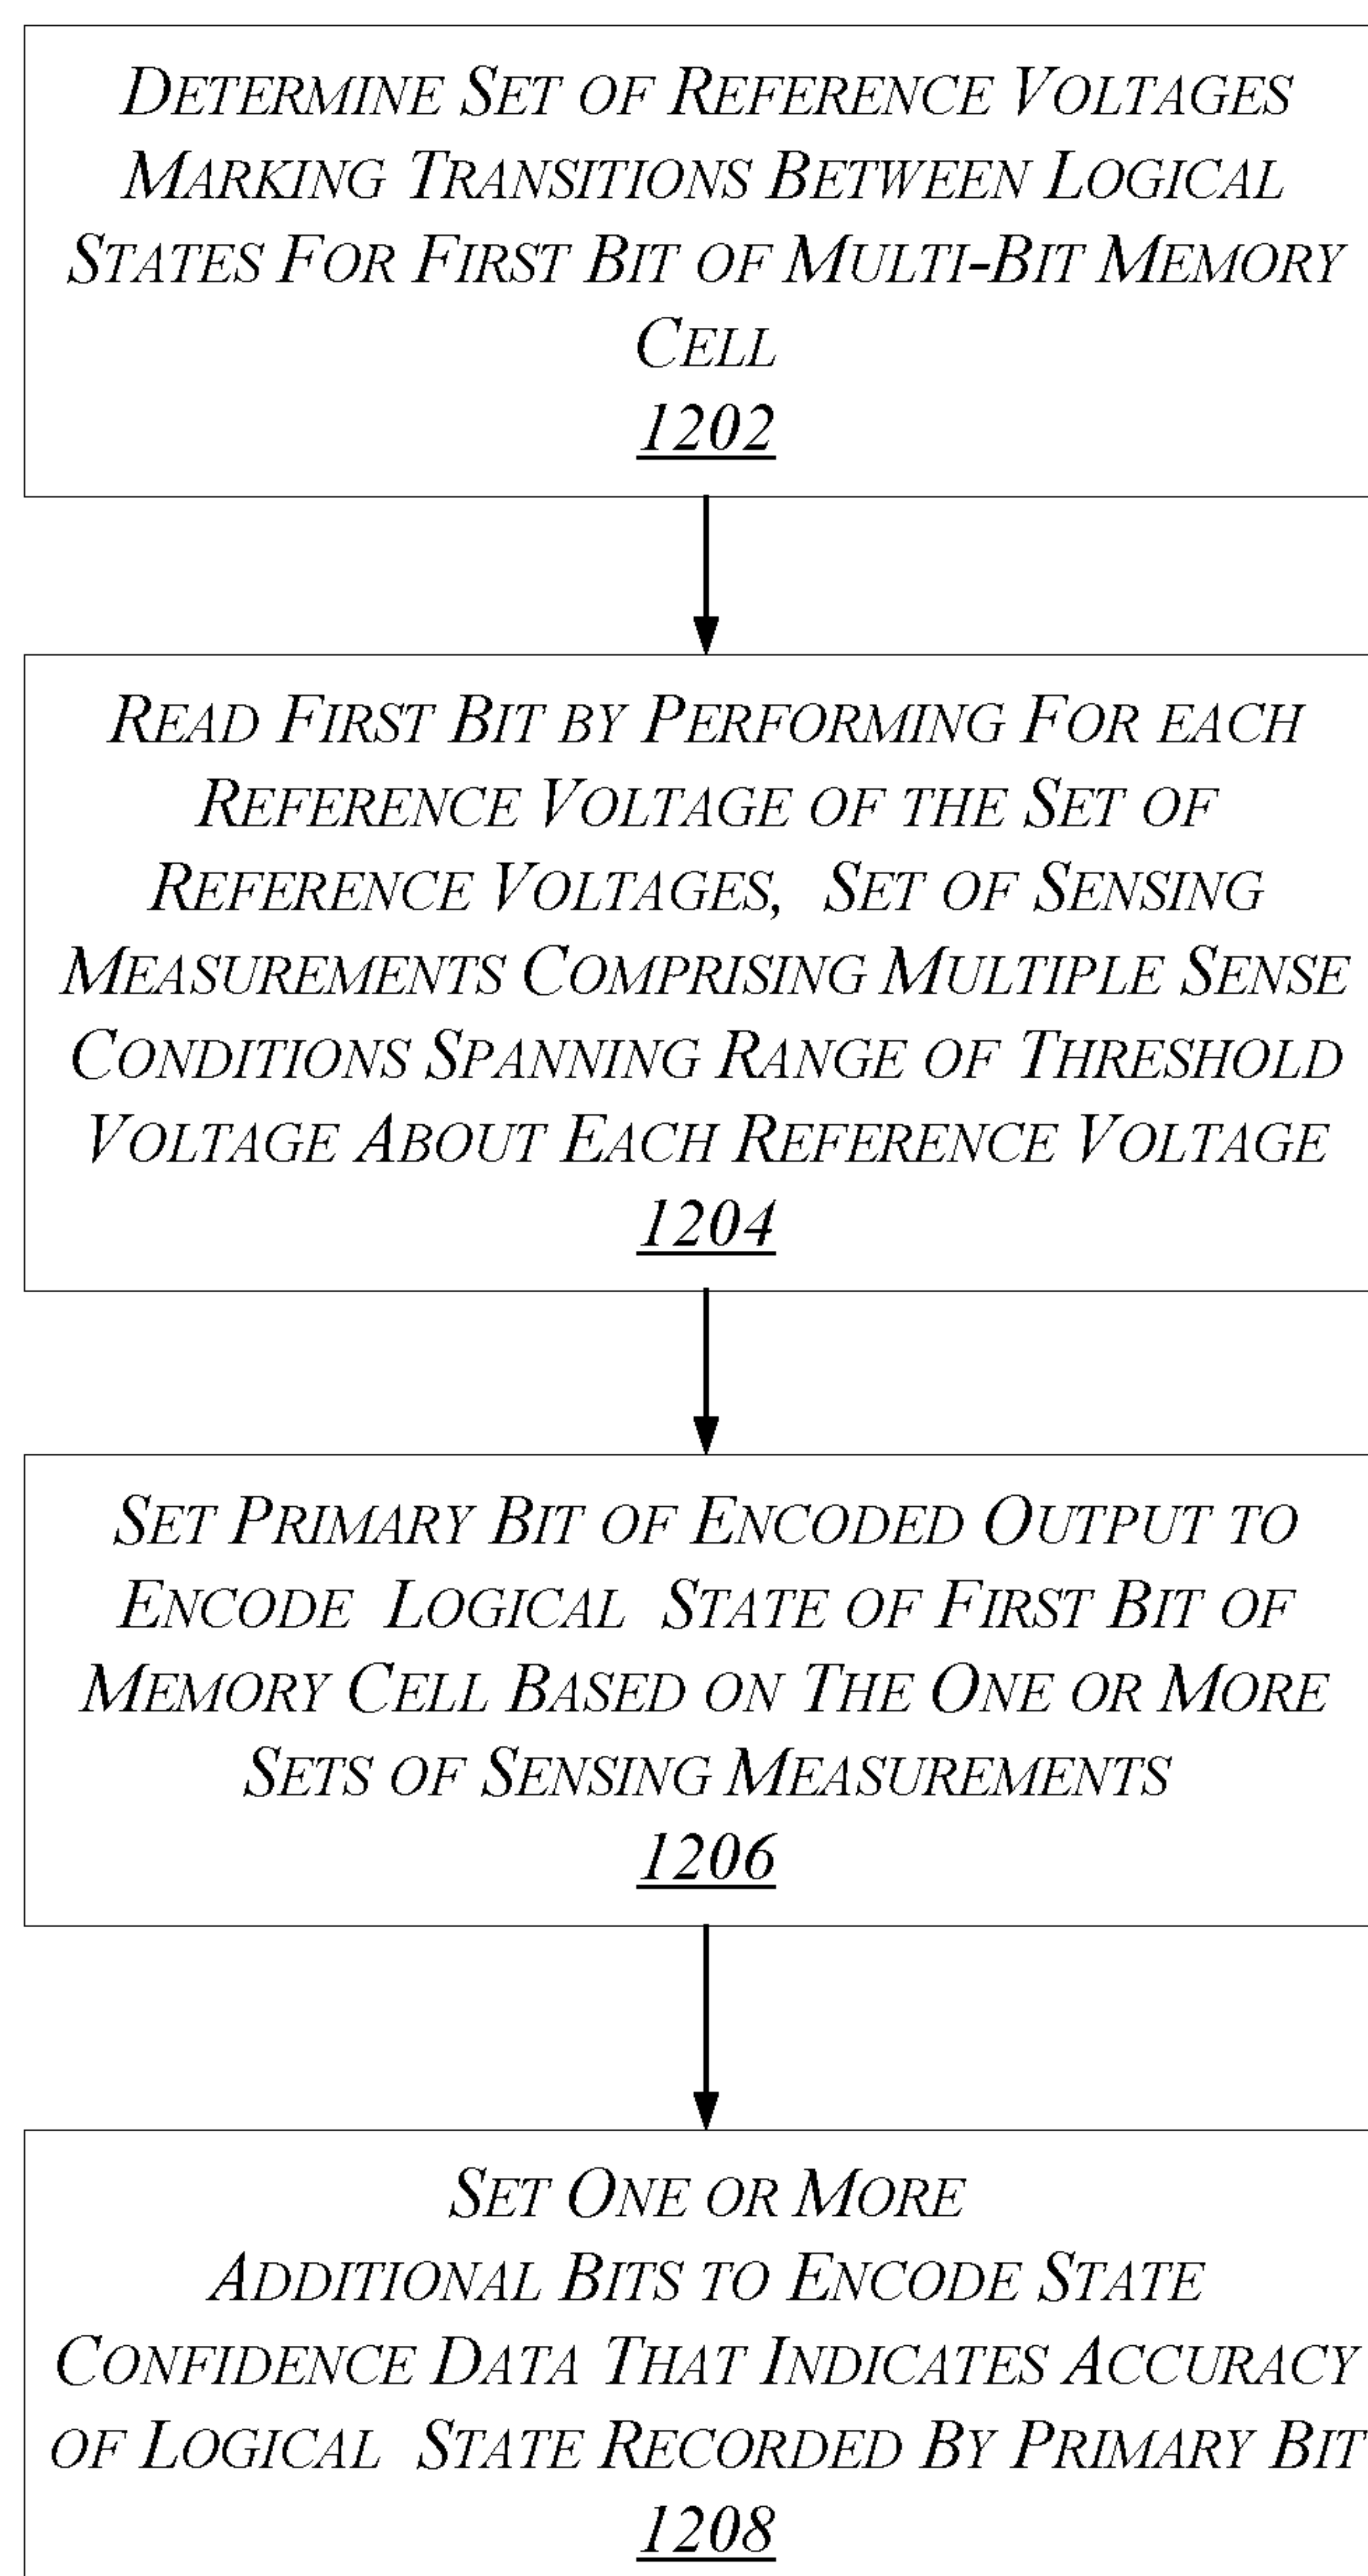 DETERMINE SET OF REFERENCE VOLTAGES
MARKING TRANSITIONS BETWEEN LOGICAL
STATES FOR FIRST BIT OF MULTI-BIT MEMORY
CELL
1202
READ FIRST BIT BY PERFORMING FOR EACH
REFERENCE VOLTAGE OF THE SET OF
REFERENCE VOLTAGES, SET OF SENSING
MEASUREMENTS COMPRISING MULTIPLE SENSE
CONDITIONS SPANNING RANGE OF THRESHOLD
VOLTAGE ABOUT EACH REFERENCE VOLTAGE
1204
SET PRIMARY BIT OF ENCODED OUTPUT TO
ENCODE LOGICAL STATE OF FIRST BIT OF
MEMORY CELL BASED ON THE ONE OR MORE
SETS OF SENSING MEASUREMENTS
1206
SET ONE OR MORE
ADDITIONAL BITS TO ENCODE STATE
CONFIDENCE DATA THAT INDICATES ACCURACY
OF LOGICAL STATE RECORDED BY PRIMARY BIT
1208